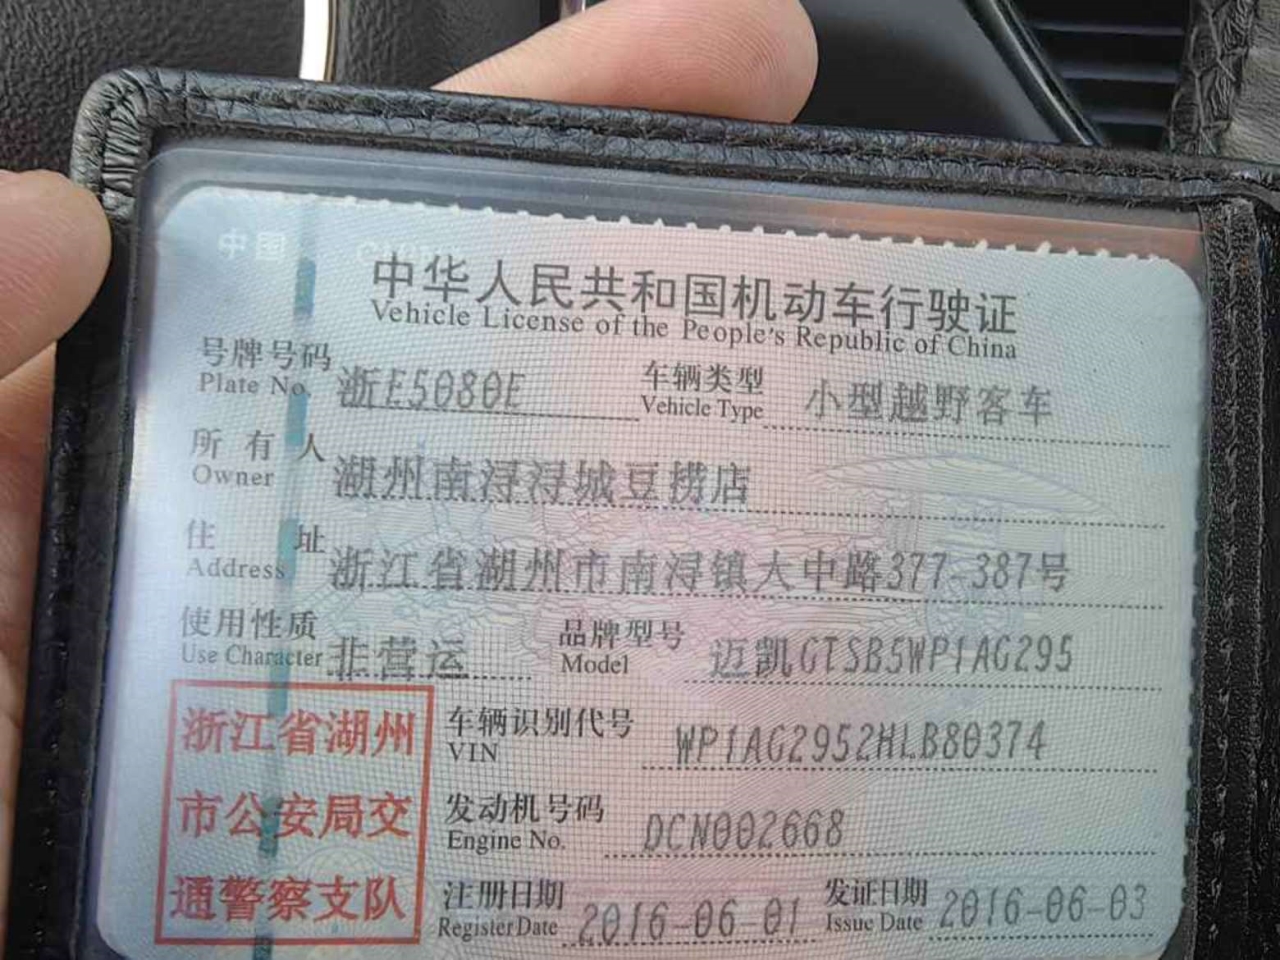 中国 CHINA
中华人民共和国机动车行驶证
Vehicle License of the People's Republic of China
号牌号码 浙E5080E 车辆类型 小型越野客车
Plate No. Vehicle Type
所有人 湖州南浔浔城豆捞店
Owner
住址 浙江省湖州市南浔镇大中路377-387号
Address
使用性质 非营运 品牌型号 迈凯GTSB5WP1AG295
Use Character Model
浙江省湖州
市公安局交
通警察支队
车辆识别代号 WP1AG2952HLB80374
VIN
发动机号码 DCN002668
Engine No.
注册日期 2016-06-01 发证日期 2016-06-03
Register Date Issue Date